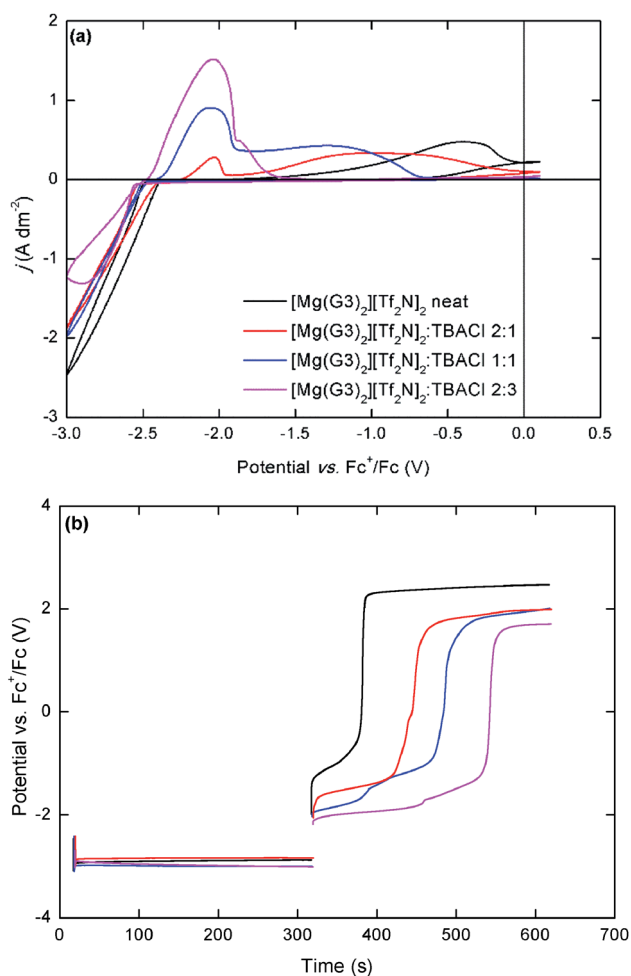 (a)
2
1
0
-1
-2
-3
j (A dm⁻²)
[Mg(G3)₂][Tf₂N]₂ neat
[Mg(G3)₂][Tf₂N]₂:TBACl 2:1
[Mg(G3)₂][Tf₂N]₂:TBACl 1:1
[Mg(G3)₂][Tf₂N]₂:TBACl 2:3
-3.0 -2.5 -2.0 -1.5 -1.0 -0.5 0.0 0.5
Potential vs. Fc⁺/Fc (V)
(b)
4
2
0
-2
-4
Potential vs. Fc⁺/Fc (V)
0 100 200 300 400 500 600 700
Time (s)